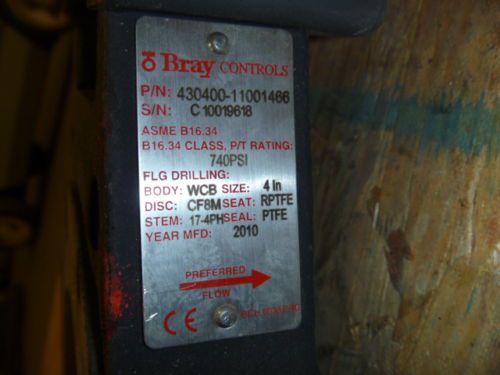 Bray CONTROLS
P/N: 430400-11001466
S/N: C10019618
ASME B16.34
B16.34 CLASS, P/T RATING:
740PSI
FLG DRILLING:
BODY: WCB SIZE: 4 in
DISC: CF8M SEAT: RPTFE
STEM: 17-4PH SEAL: PTFE
YEAR MFD: 2010
PREFERRED
FLOW
CE